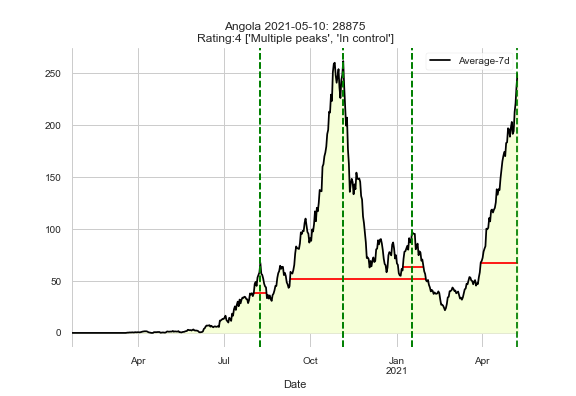 Angola 2021-05-10: 28875
Rating:4 ['Multiple peaks', 'In control']
Average-7d
250
200
150
100
50
0
Apr
Jul
Oct
Jan
2021
Apr
Date